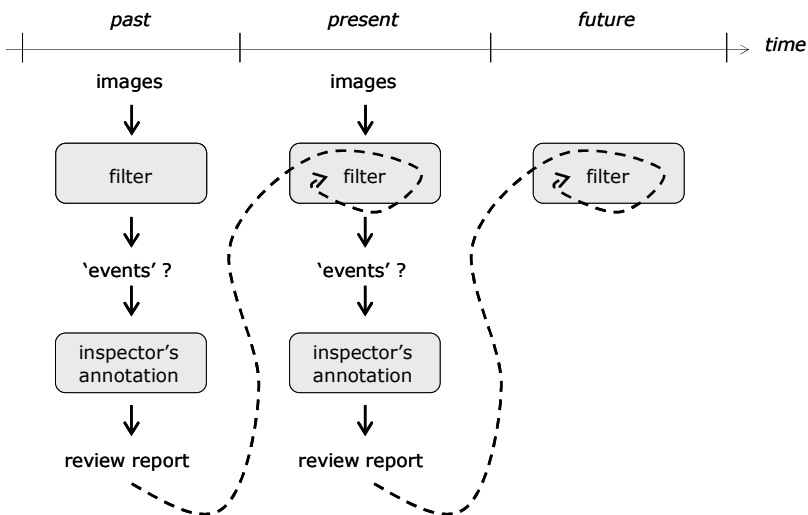 past present future
time
images images
filter filter filter
‘events’ ? ‘events’ ?
inspector’s inspector’s
annotation annotation
review report review report